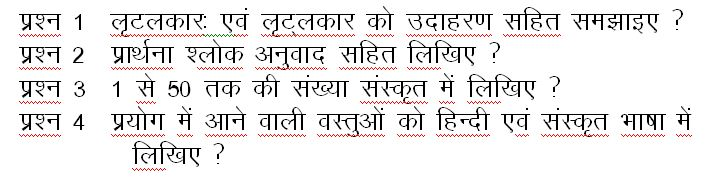 प्रश्न 1 लृटलकारः एवं लृट्लकार को उदाहरण सहित समझाइए ?
प्रश्न 2 प्रार्थना श्लोक अनुवाद सहित लिखिए ?
प्रश्न 3 1 से 50 तक की संख्या संस्कृत में लिखिए ?
प्रश्न 4 प्रयोग में आने वाली वस्तुओं को हिन्दी एवं संस्कृत भाषा में
लिखिए ?